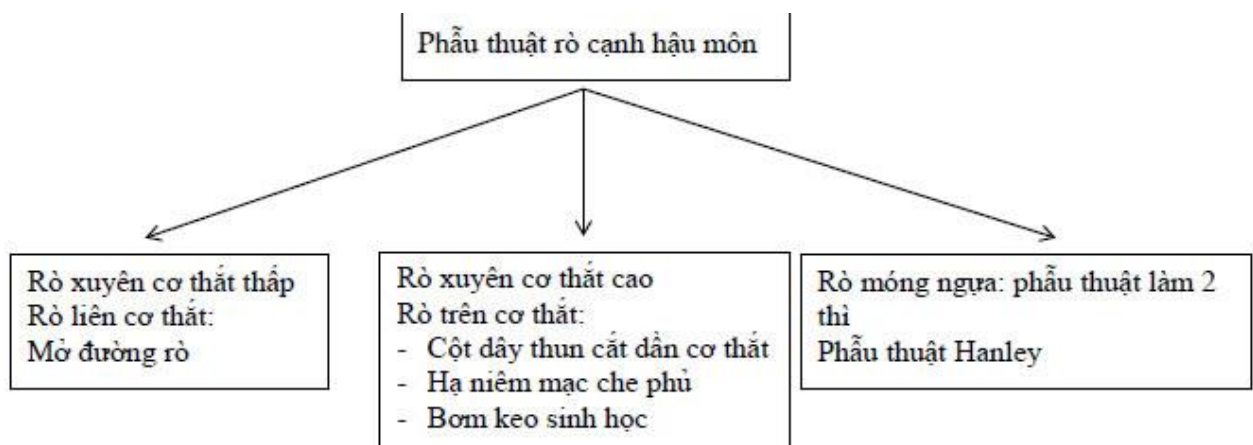 Phẫu thuật rò cạnh hậu môn
Rò xuyên cơ thắt thấp
Rò liên cơ thắt:
Mở đường rò
Rò xuyên cơ thắt cao
Rò trên cơ thắt:
- Cột dây thun cắt dần cơ thắt
- Hạ niêm mạc che phủ
- Bơm keo sinh học
Rò móng ngựa: phẫu thuật làm 2
thì
Phẫu thuật Hanley